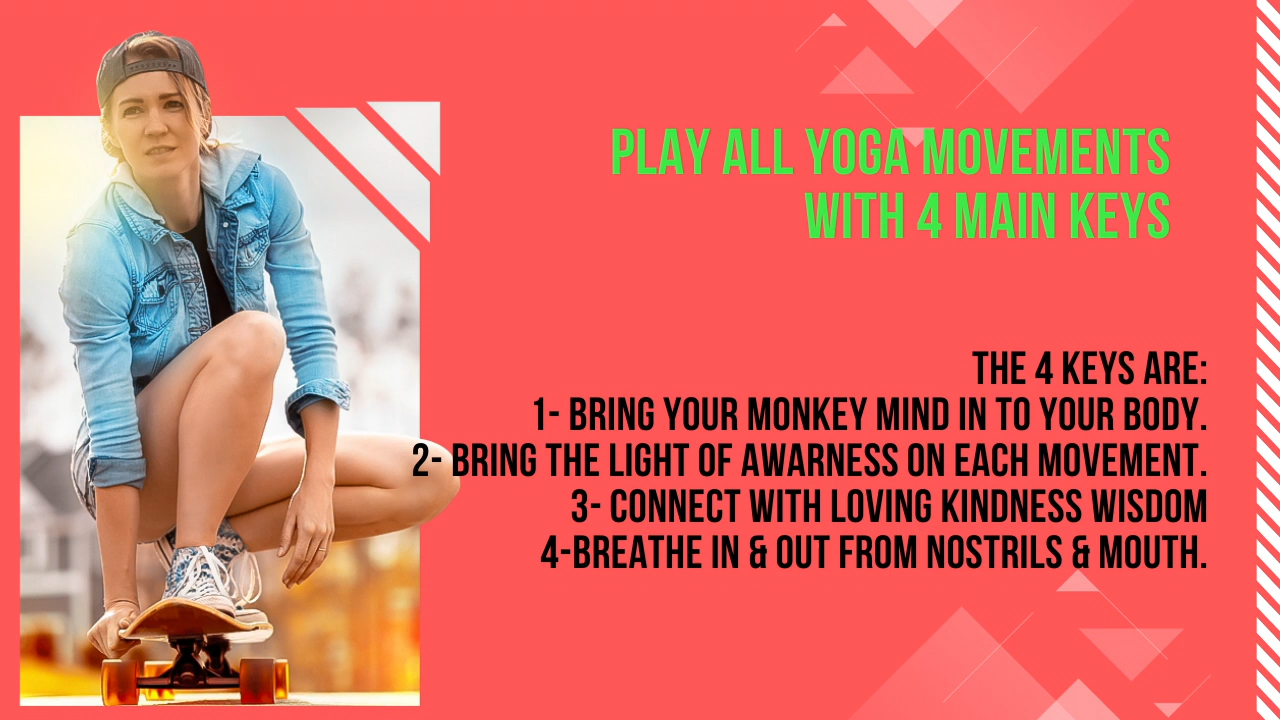 PLAY ALL YOGA MOVEMENTS
WITH 4 MAIN KEYS
THE 4 KEYS ARE:
1- BRING YOUR MONKEY MIND IN TO YOUR BODY.
2- BRING THE LIGHT OF AWARNESS ON EACH MOVEMENT.
3- CONNECT WITH LOVING KINDNESS WISDOM
4-BREATHE IN & OUT FROM NOSTRILS & MOUTH.